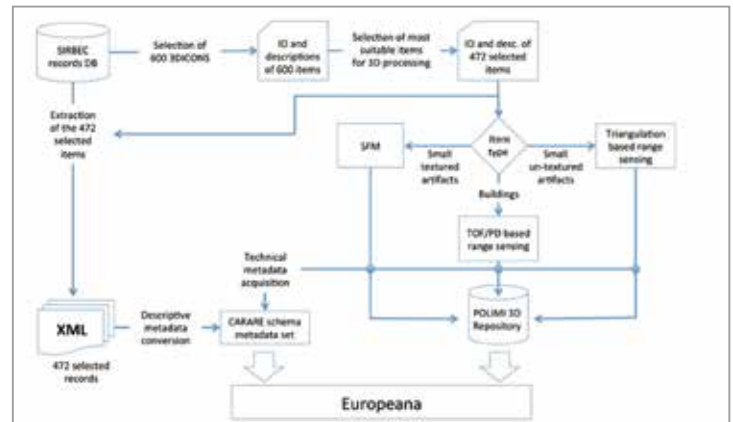 SIRBEC
records DB
Selection of
600 3DICONS
ID and
descriptions
of 600 items
Selection of most
suitable items
for 3D processing
ID and desc. of
472 selected
items
Extraction
of the 472
selected
items
SFM
Small
textured
artifacts
Item
type
Small
un-textured
artifacts
Triangulation
based range
sensing
Buildings
TOF/PD based
range sensing
Technical
metadata
acquisition
XML
472 selected
records
Descriptive
metadata
conversion
CARARE schema
metadata set
POLIMI 3D
Repository
Europeana